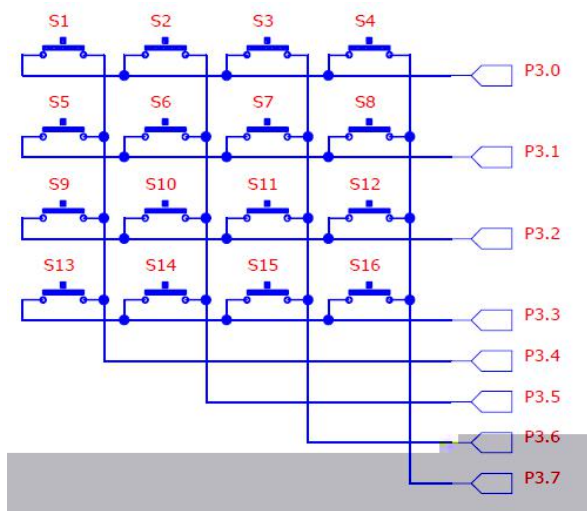 S1 S2 S3 S4
P3.0
S5 S6 S7 S8
P3.1
S9 S10 S11 S12
P3.2
S13 S14 S15 S16
P3.3
P3.4
P3.5
P3.6
P3.7